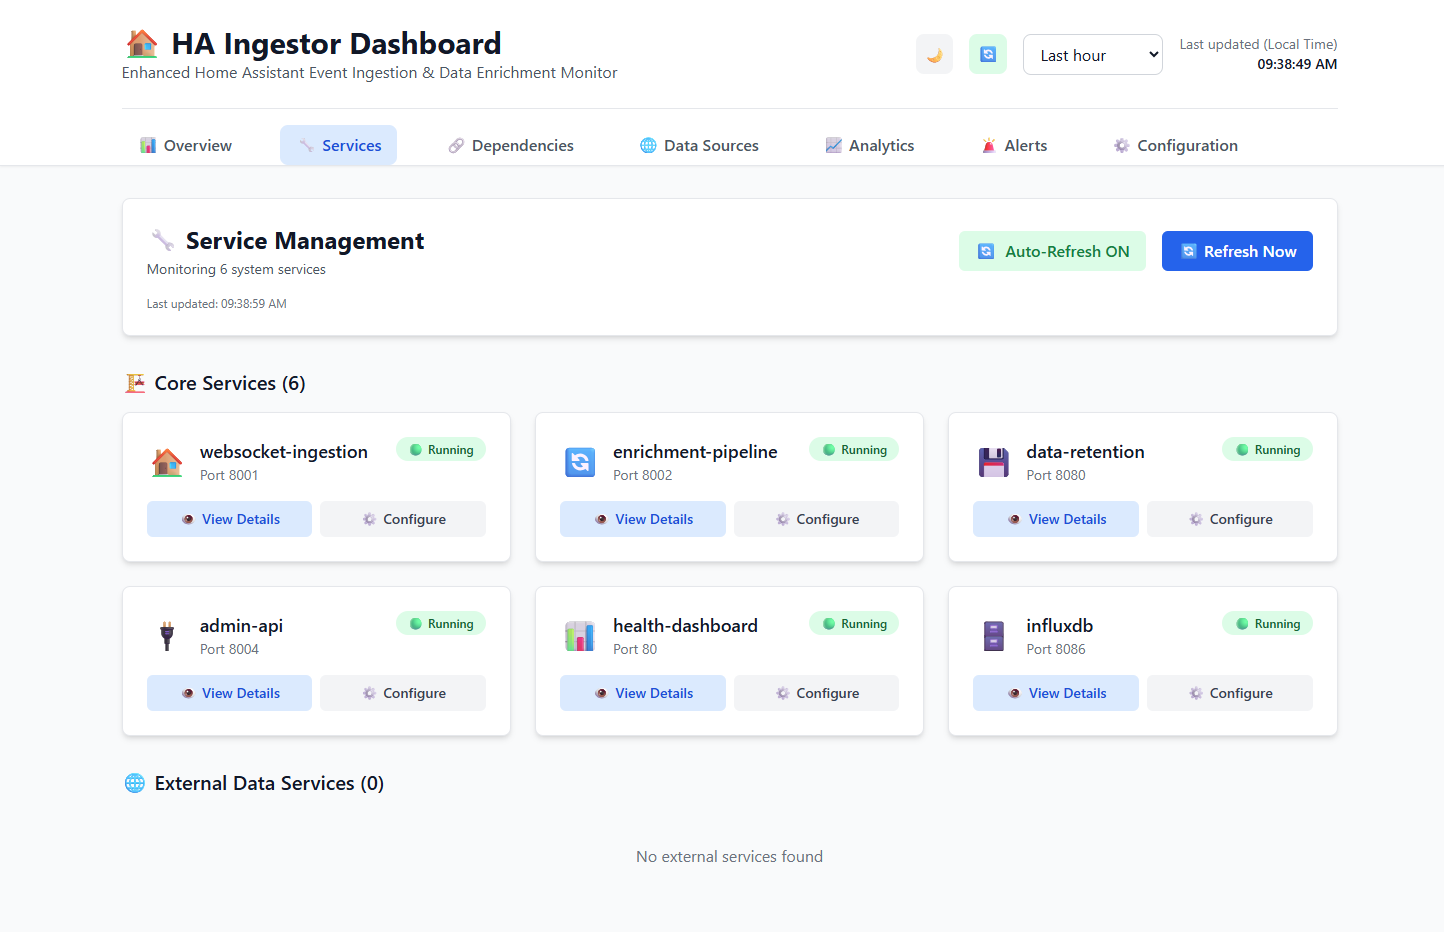 HA Ingestor Dashboard
Enhanced Home Assistant Event Ingestion & Data Enrichment Monitor
Last hour
Last updated (Local Time)
09:38:49 AM
Overview
Services
Dependencies
Data Sources
Analytics
Alerts
Configuration
Service Management
Monitoring 6 system services
Last updated: 09:38:59 AM
Auto-Refresh ON
Refresh Now
Core Services (6)
websocket-ingestion
Running
Port 8001
View Details
Configure
enrichment-pipeline
Running
Port 8002
View Details
Configure
data-retention
Running
Port 8080
View Details
Configure
admin-api
Running
Port 8004
View Details
Configure
health-dashboard
Running
Port 80
View Details
Configure
influxdb
Running
Port 8086
View Details
Configure
External Data Services (0)
No external services found